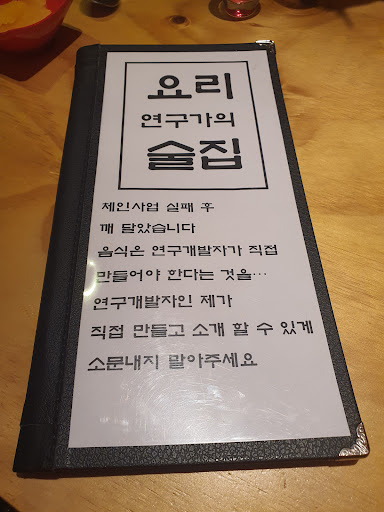 요리
연구가의
술집
제인사업 실패 후
깨 달았습니다
음식은 연구개발자가 직접
만들어야 한다는 것을…
연구개발자인 제가
직접 만들고 소개 할 수 있게
소문내지 말아주세요